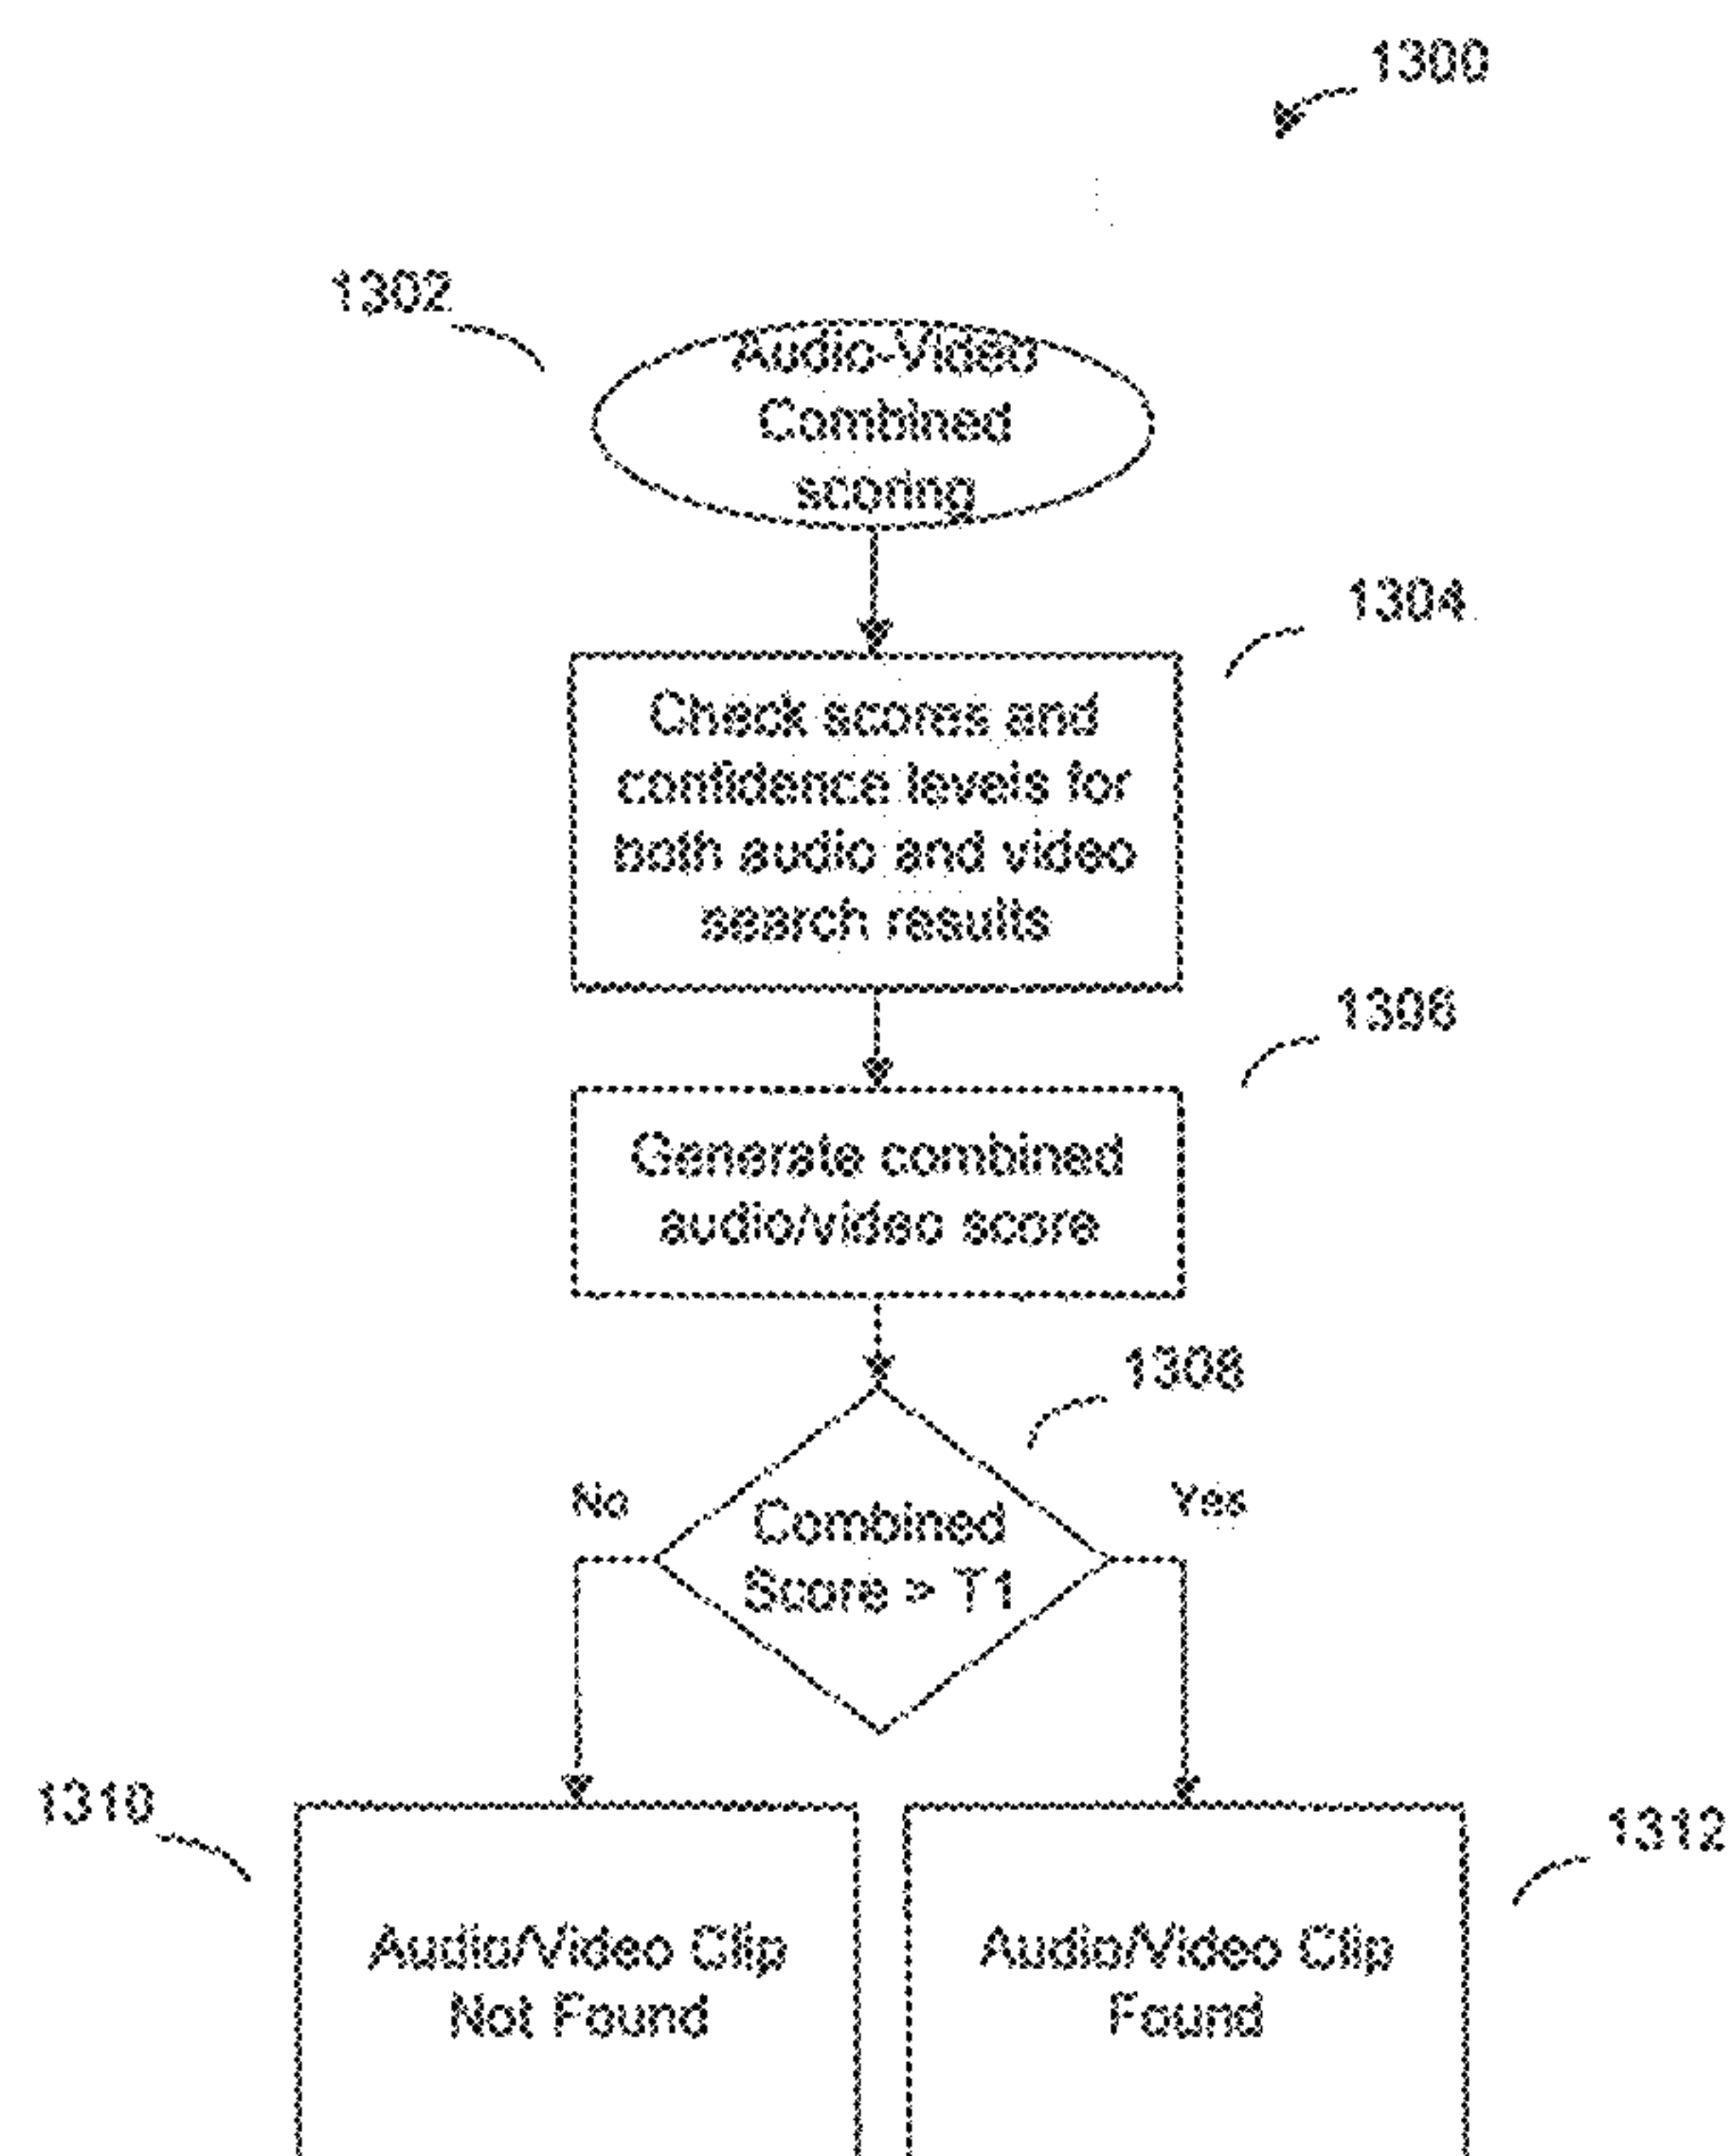 1300
1302
Audio-Video
Combined
scoring
1304
Check scores and
confidence levels for
both audio and video
search results
1306
Generate combined
audio/video score
1308
No
Yes
Combined
Score > T1
1310
1312
Audio/Video Clip
Not Found
Audio/Video Clip
Found